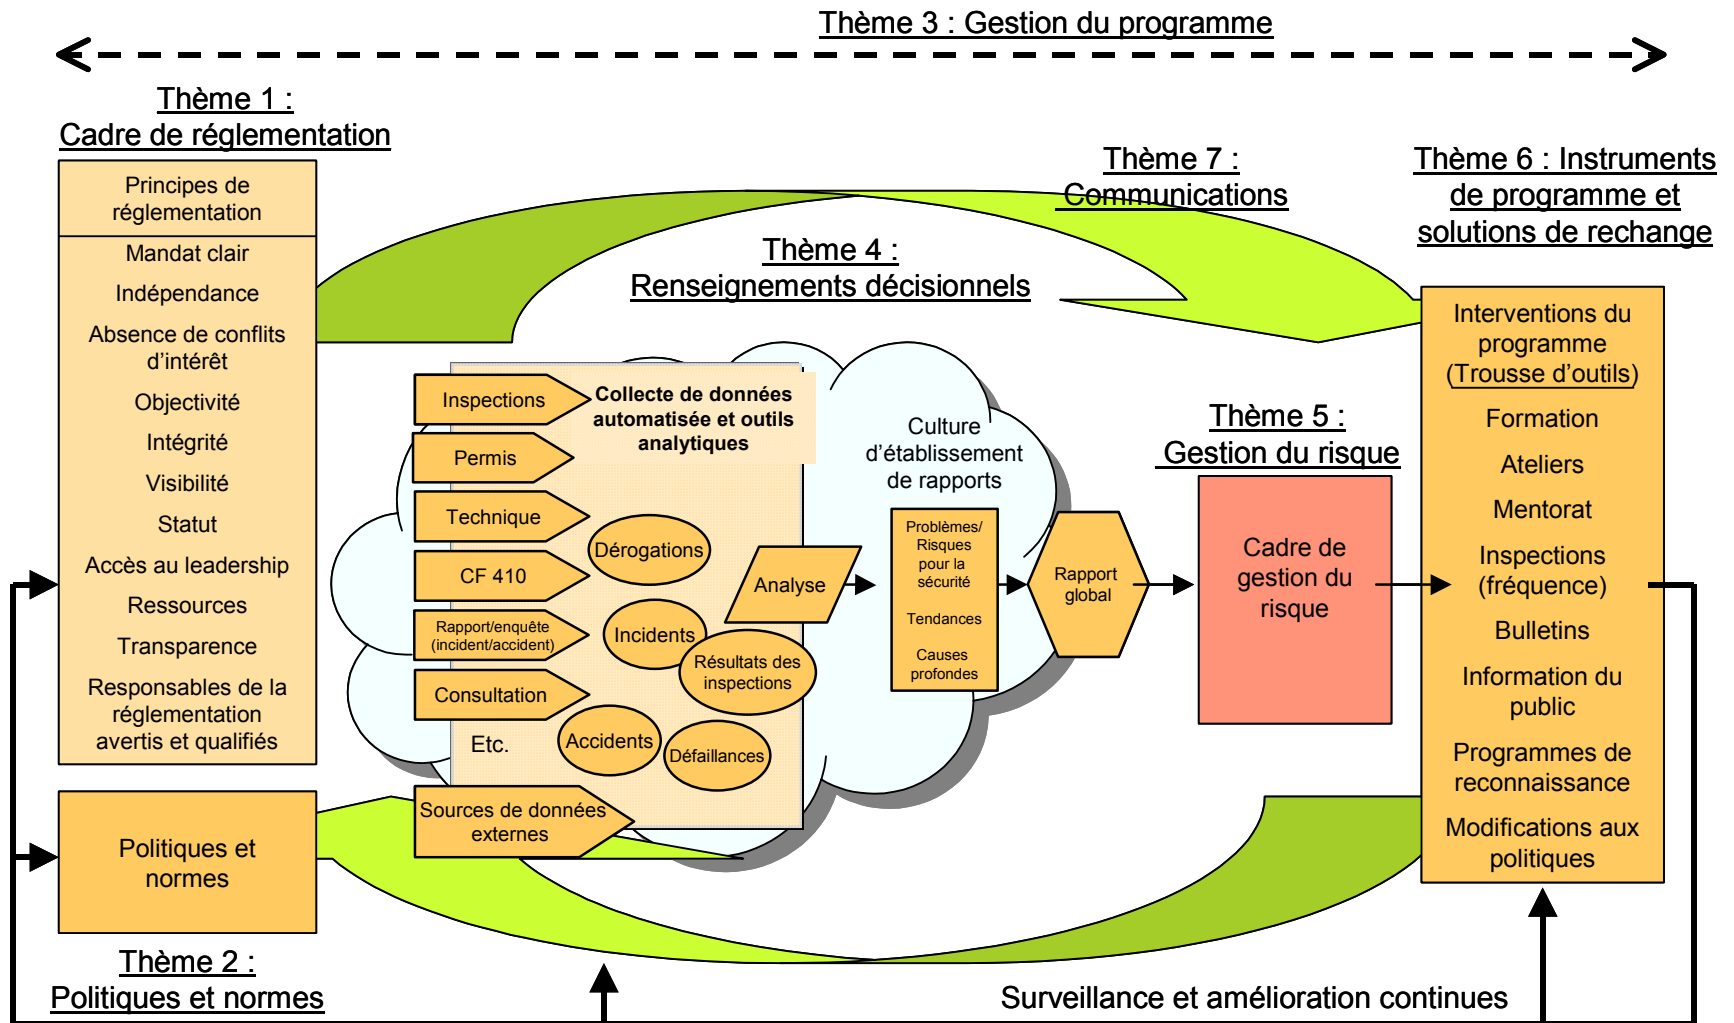 Thème 3 : Gestion du programme
Thème 1 :
Cadre de réglementation
Principes de
réglementation
Mandat clair
Indépendance
Absence de conflits
d’intérêt
Objectivité
Intégrité
Visibilité
Statut
Accès au leadership
Ressources
Transparence
Responsables de la
réglementation
avertis et qualifiés
Politiques et
normes
Thème 2 :
Politiques et normes
Thème 4 :
Renseignements décisionnels
Inspections
Permis
Technique
CF 410
Rapport/enquête
(incident/accident)
Consultation
Etc.
Sources de données
externes
Collecte de données
automatisée et outils
analytiques
Dérogations
Incidents
Résultats des
inspections
Accidents
Défaillances
Analyse
Culture
d’établissement
de rapports
Problèmes/
Risques
pour la
sécurité
Tendances
Causes
profondes
Rapport
global
Thème 7 :
Communications
Thème 5 :
Gestion du risque
Cadre de
gestion du
risque
Thème 6 : Instruments
de programme et
solutions de rechange
Interventions du
programme
(Trousse d’outils)
Formation
Ateliers
Mentorat
Inspections
(fréquence)
Bulletins
Information du
public
Programmes de
reconnaissance
Modifications aux
politiques
Surveillance et amélioration continues